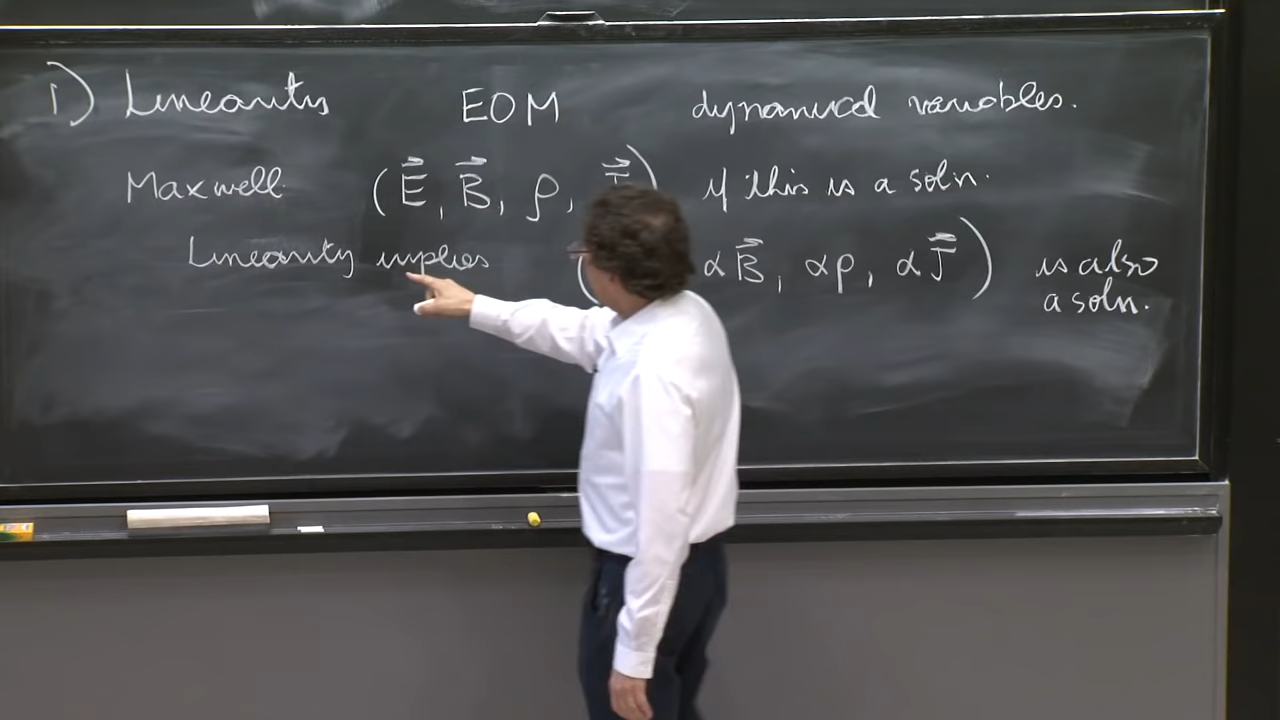 1) Linearity EOM dynamical variables.
Maxwell (E⃗, B⃗, ρ, J⃗) if this is a soln.
Linearity implies ( αB⃗, αρ, αJ⃗) is also
a soln.